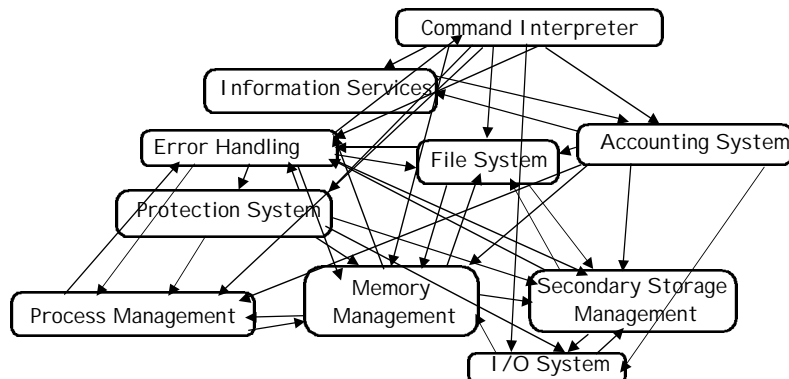 Command Interpreter
Information Services
Error Handling
File System
Accounting System
Protection System
Memory
Management
Secondary Storage
Management
Process Management
I/O System